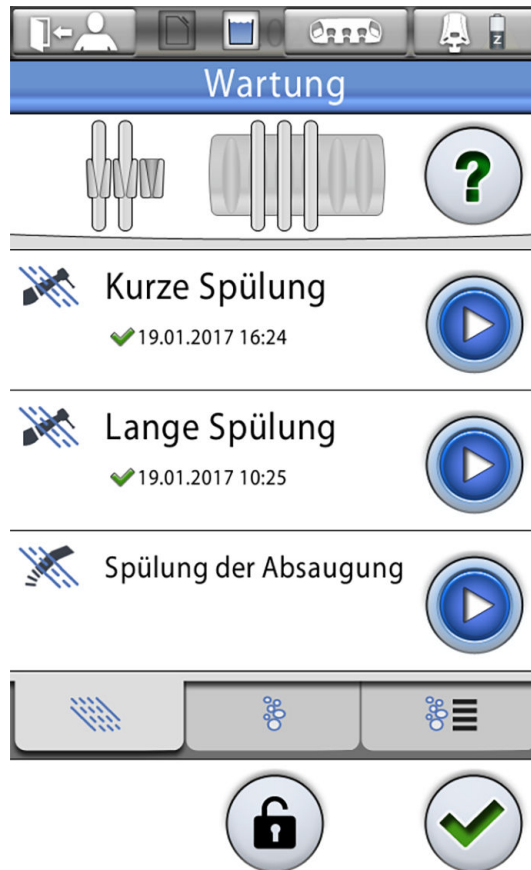 Wartung
Kurze Spülung
19.01.2017 16:24
Lange Spülung
19.01.2017 10:25
Spülung der Absaugung